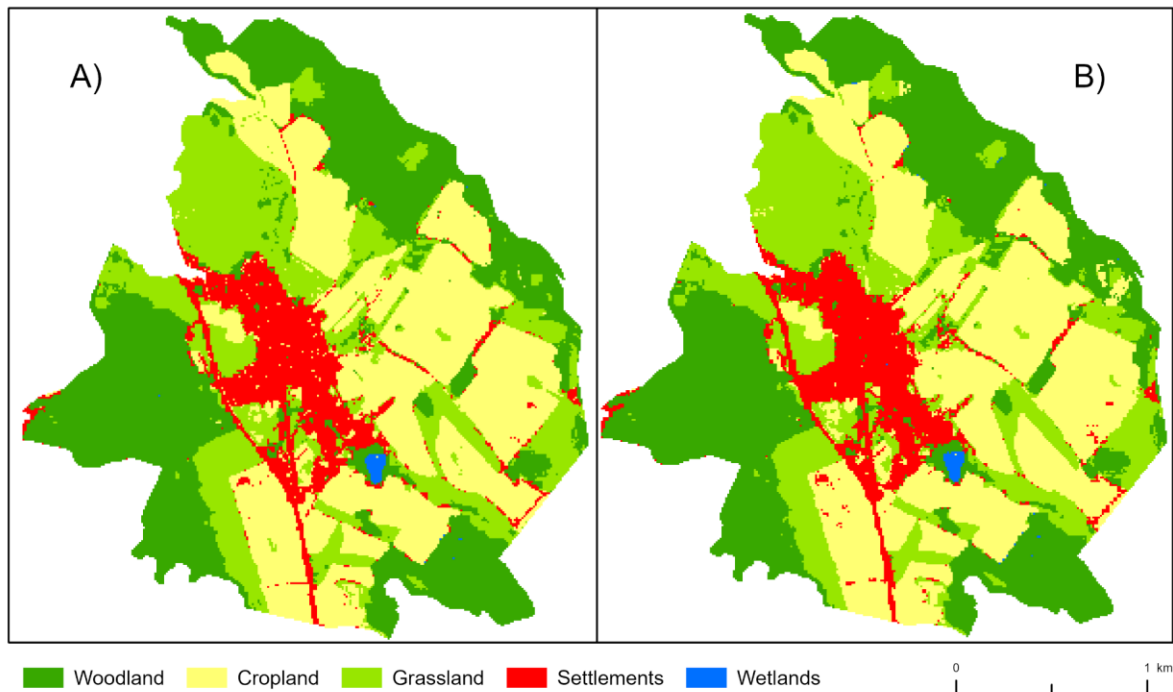 A)
B)
Woodland
Cropland
Grassland
Settlements
Wetlands
0
1 km